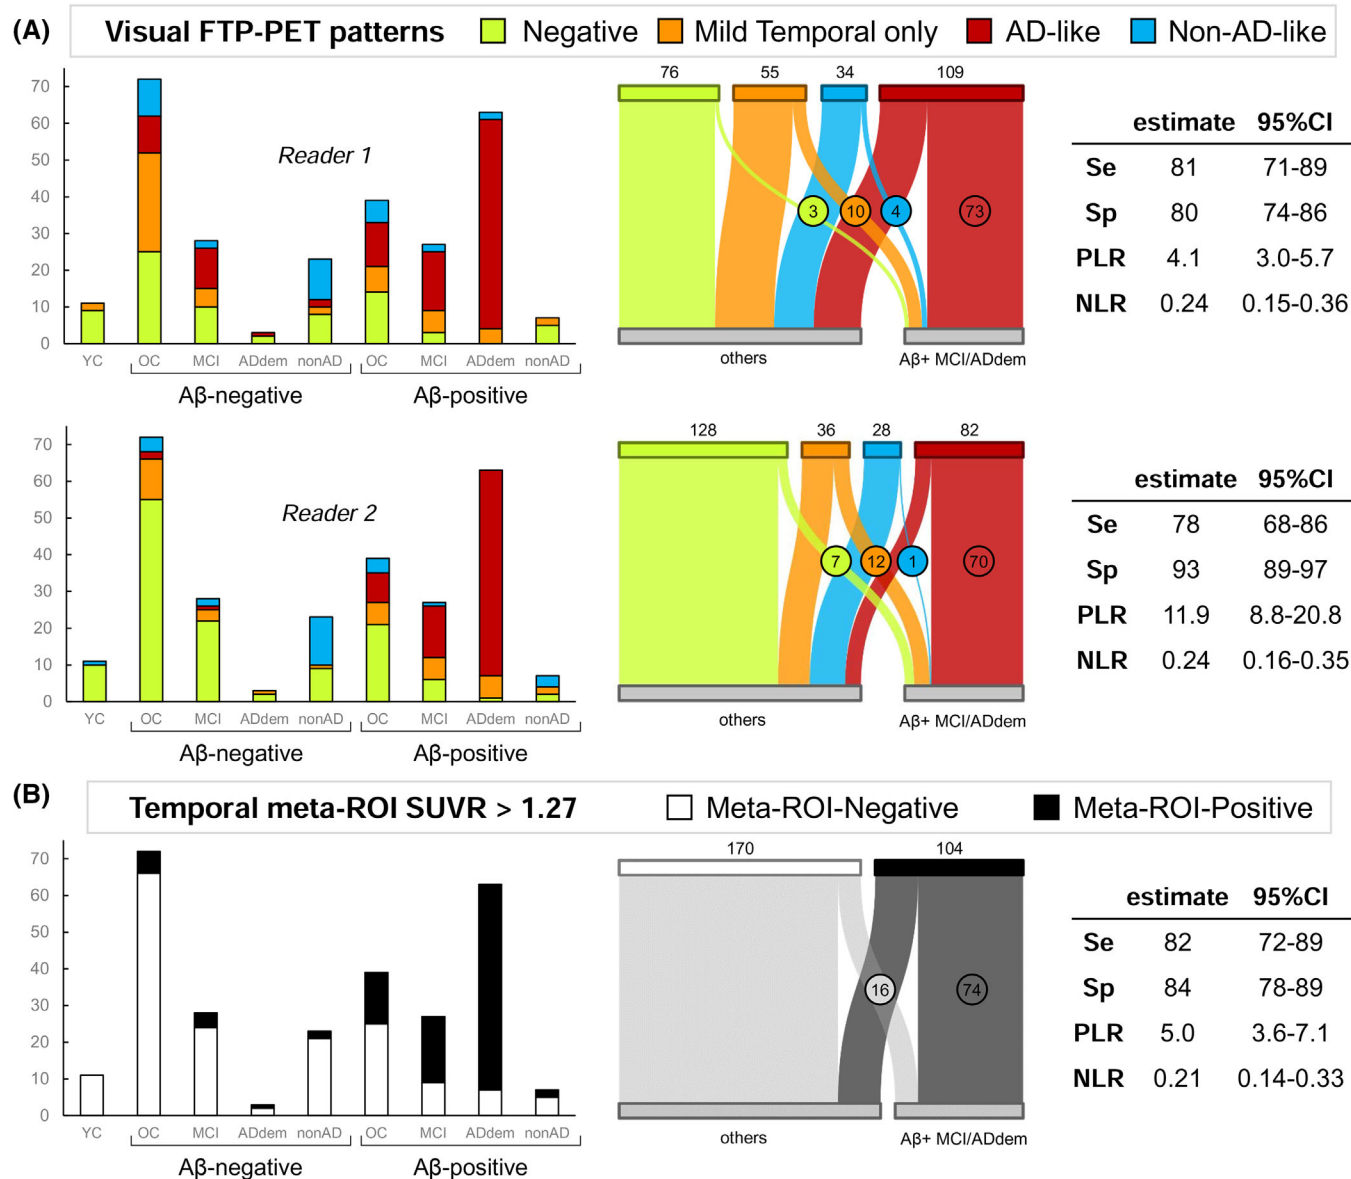 (A) Visual FTP-PET patterns Negative Mild Temporal only AD-like Non-AD-like
70
60
50
40
30
20
10
0
Reader 1
YC OC MCI ADdem nonAD OC MCI ADdem nonAD
Aβ-negative Aβ-positive
76 55 34 109
3 10 4 73
others Aβ+ MCI/ADdem
estimate 95%CI
Se 81 71-89
Sp 80 74-86
PLR 4.1 3.0-5.7
NLR 0.24 0.15-0.36
70
60
50
40
30
20
10
0
Reader 2
YC OC MCI ADdem nonAD OC MCI ADdem nonAD
Aβ-negative Aβ-positive
128 36 28 82
7 12 1 70
others Aβ+ MCI/ADdem
estimate 95%CI
Se 78 68-86
Sp 93 89-97
PLR 11.9 8.8-20.8
NLR 0.24 0.16-0.35
(B) Temporal meta-ROI SUVR > 1.27 Meta-ROI-Negative Meta-ROI-Positive
70
60
50
40
30
20
10
0
YC OC MCI ADdem nonAD OC MCI ADdem nonAD
Aβ-negative Aβ-positive
170 104
16 74
others Aβ+ MCI/ADdem
estimate 95%CI
Se 82 72-89
Sp 84 78-89
PLR 5.0 3.6-7.1
NLR 0.21 0.14-0.33